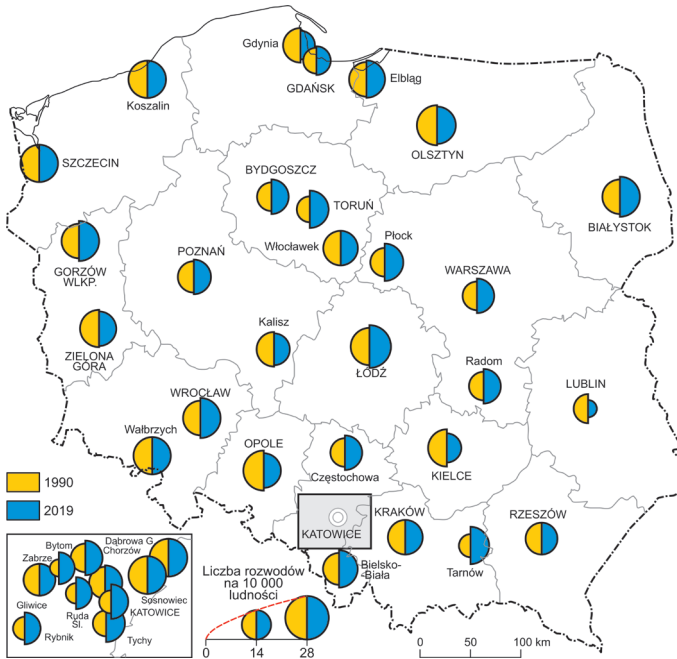 Gdynia
GDAŃSK
Elbląg
Koszalin
OLSZTYN
SZCZECIN
BYDGOSZCZ
TORUŃ
BIAŁYSTOK
Włocławek
Płock
POZNAŃ
GORZÓW
WLKP.
WARSZAWA
ZIELONA
GÓRA
Kalisz
ŁÓDŹ
Radom
LUBLIN
WROCŁAW
Wałbrzych
OPOLE
Częstochowa
KIELCE
1990
2019
KATOWICE
KRAKÓW
RZESZÓW
Tarnów
Bielsko-
Biała
Dąbrowa G.
Bytom
Chorzów
Zabrze
Sosnowiec
Gliwice
Ruda
Śl.
KATOWICE
Rybnik
Tychy
Liczba rozwodów
na 10 000
ludności
0 14 28
0 50 100 km